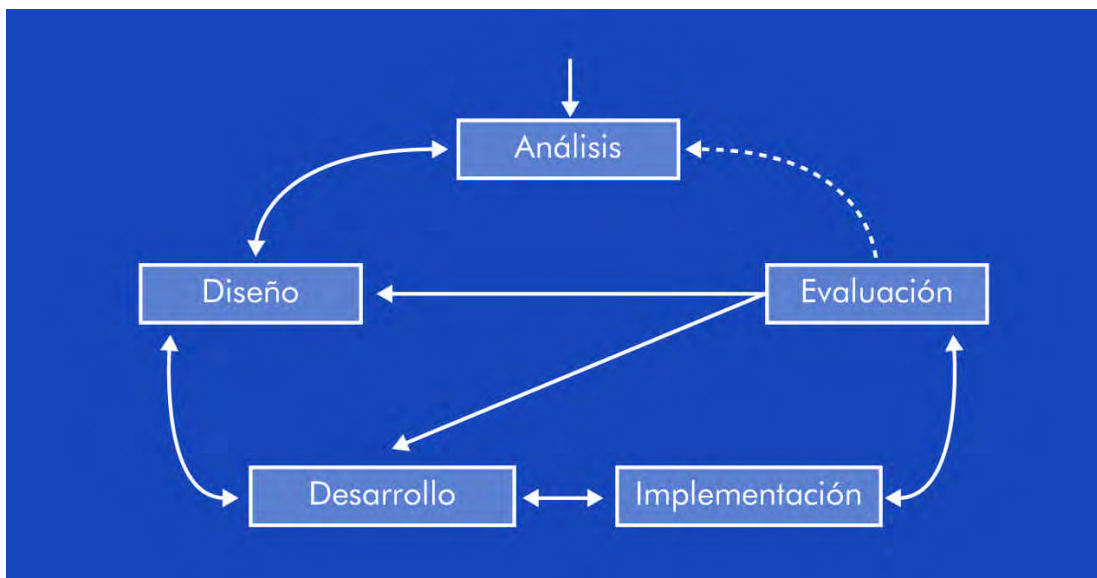 Análisis
Diseño
Evaluación
Desarrollo
Implementación